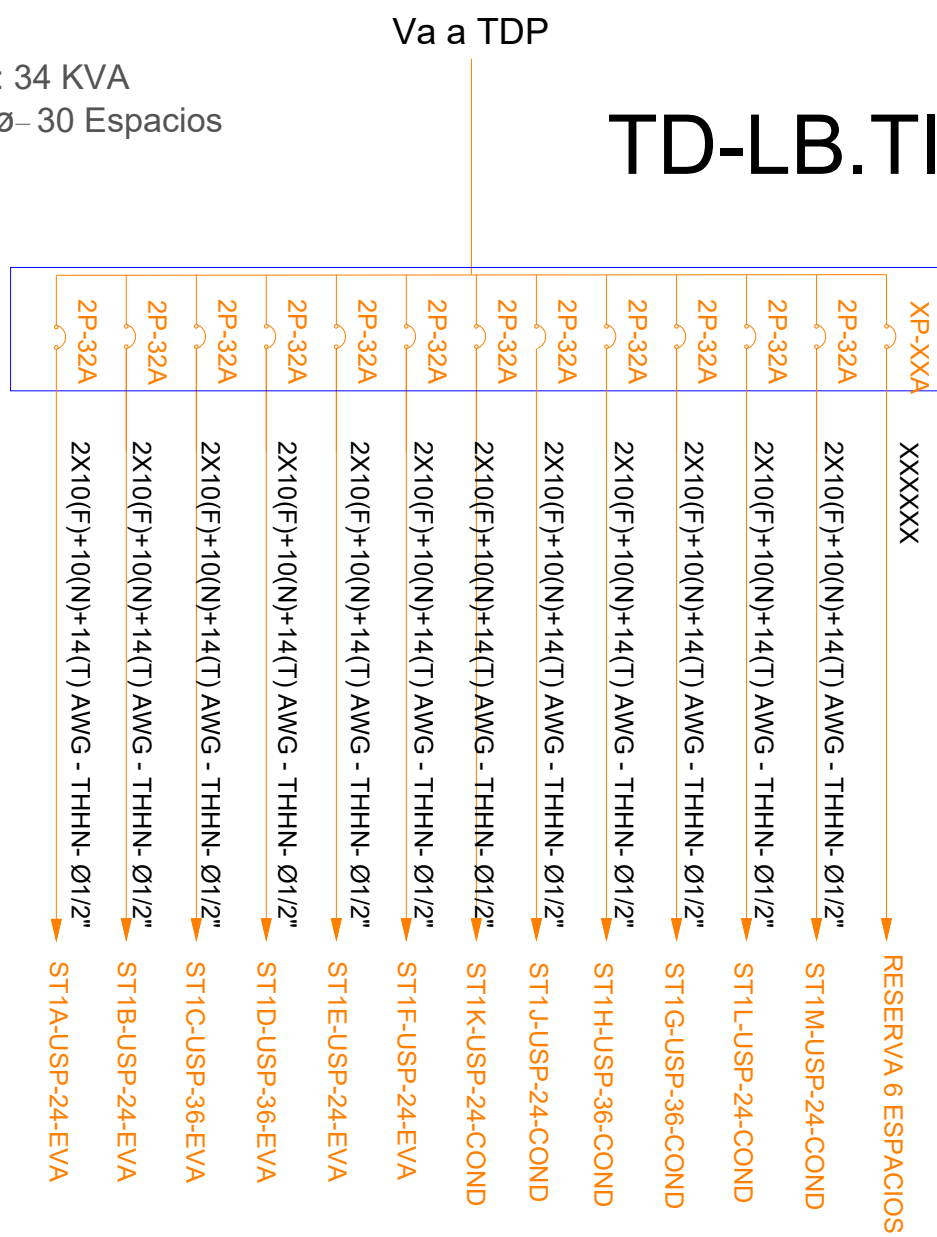 Va a TDP
: 34 KVA
ø– 30 Espacios
TD-LB.TI
2P-32A
2P-32A
2P-32A
2P-32A
2P-32A
2P-32A
2P-32A
2P-32A
2P-32A
2P-32A
2P-32A
2P-32A
XP-XXA
2X10(F)+10(N)+14(T) AWG - THHN- Ø1/2"
2X10(F)+10(N)+14(T) AWG - THHN- Ø1/2"
2X10(F)+10(N)+14(T) AWG - THHN- Ø1/2"
2X10(F)+10(N)+14(T) AWG - THHN- Ø1/2"
2X10(F)+10(N)+14(T) AWG - THHN- Ø1/2"
2X10(F)+10(N)+14(T) AWG - THHN- Ø1/2"
2X10(F)+10(N)+14(T) AWG - THHN- Ø1/2"
2X10(F)+10(N)+14(T) AWG - THHN- Ø1/2"
2X10(F)+10(N)+14(T) AWG - THHN- Ø1/2"
2X10(F)+10(N)+14(T) AWG - THHN- Ø1/2"
2X10(F)+10(N)+14(T) AWG - THHN- Ø1/2"
2X10(F)+10(N)+14(T) AWG - THHN- Ø1/2"
XXXXXX
ST1A-USP-24-EVA
ST1B-USP-24-EVA
ST1C-USP-36-EVA
ST1D-USP-36-EVA
ST1E-USP-24-EVA
ST1F-USP-24-EVA
ST1K-USP-24-COND
ST1J-USP-24-COND
ST1H-USP-36-COND
ST1G-USP-36-COND
ST1L-USP-24-COND
ST1M-USP-24-COND
RESERVA 6 ESPACIOS